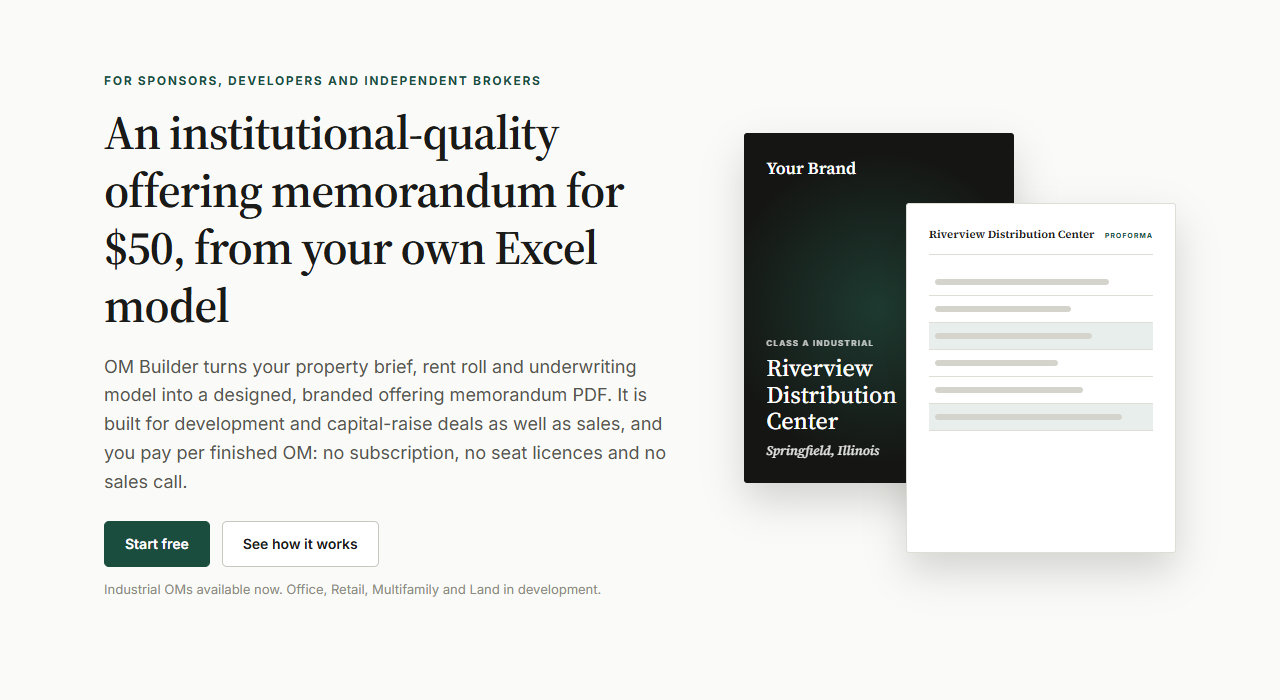 FOR SPONSORS, DEVELOPERS AND INDEPENDENT BROKERS
An institutional-quality
offering memorandum for
$50, from your own Excel
model
OM Builder turns your property brief, rent roll and underwriting
model into a designed, branded offering memorandum PDF. It is
built for development and capital-raise deals as well as sales, and
you pay per finished OM: no subscription, no seat licences and no
sales call.
Start free
See how it works
Industrial OMs available now. Office, Retail, Multifamily and Land in development.
Your Brand
CLASS A INDUSTRIAL
Riverview
Distribution
Center
Springfield, Illinois
Riverview Distribution Center
PROFORMA